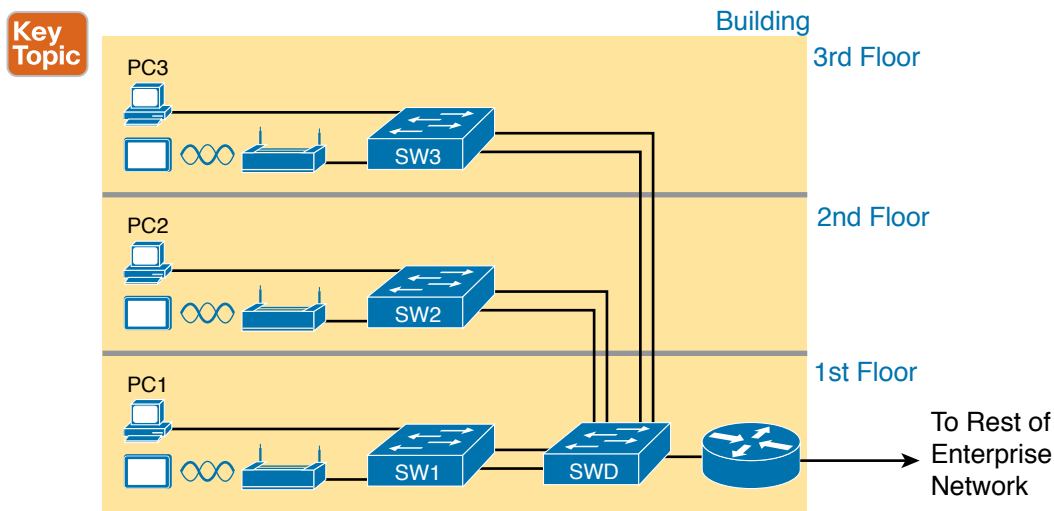 Key
Topic
Building
3rd Floor
PC3
SW3
2nd Floor
PC2
SW2
1st Floor
PC1
SW1
SWD
To Rest of
Enterprise
Network